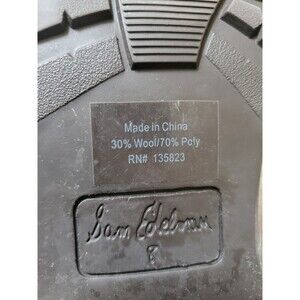 Made in China
30% Wool/70% Poly
RN# 135823
Sam Edelman
8